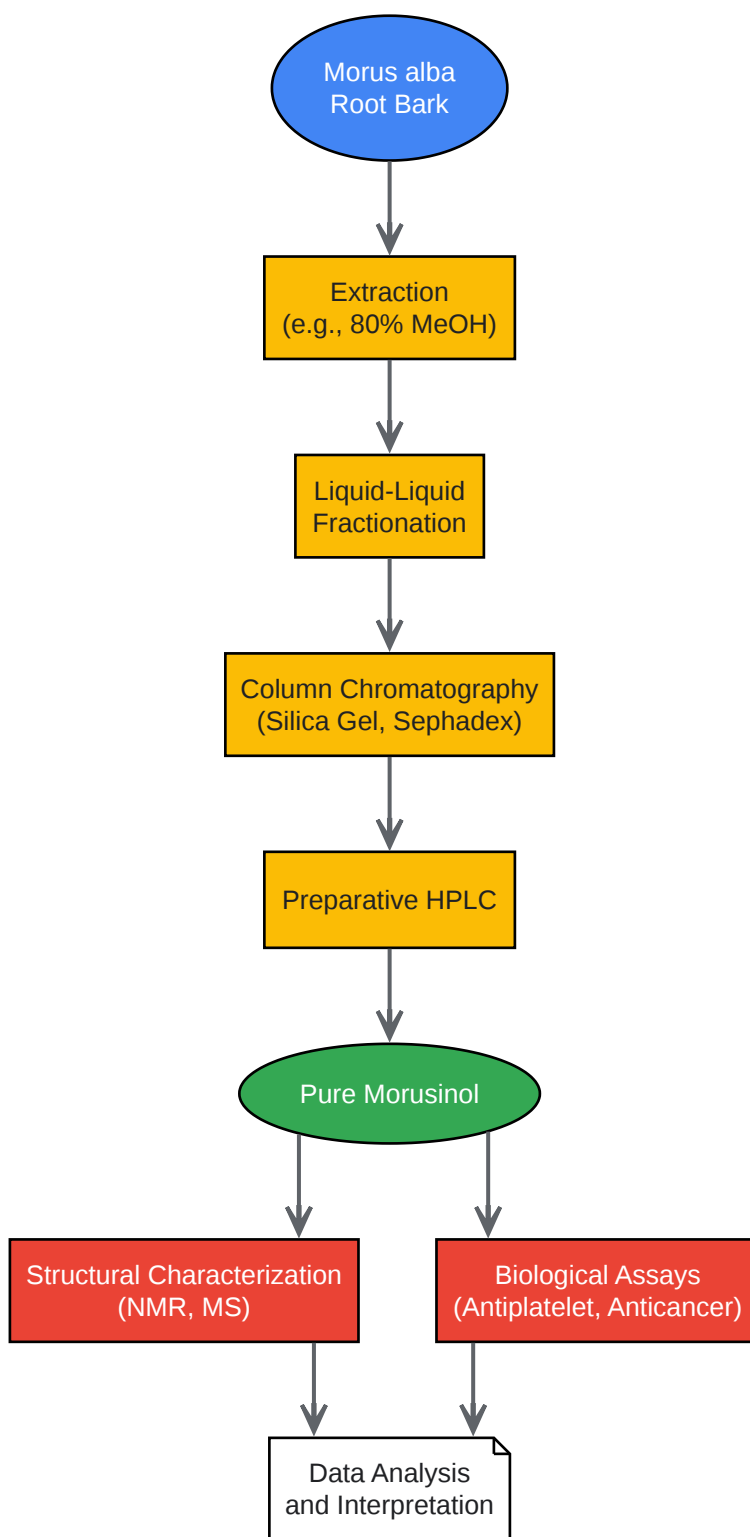 Morus alba
Root Bark
Extraction
(e.g., 80% MeOH)
Liquid-Liquid
Fractionation
Column Chromatography
(Silica Gel, Sephadex)
Preparative HPLC
Pure Morusinol
Structural Characterization
(NMR, MS)
Biological Assays
(Antiplatelet, Anticancer)
Data Analysis
and Interpretation